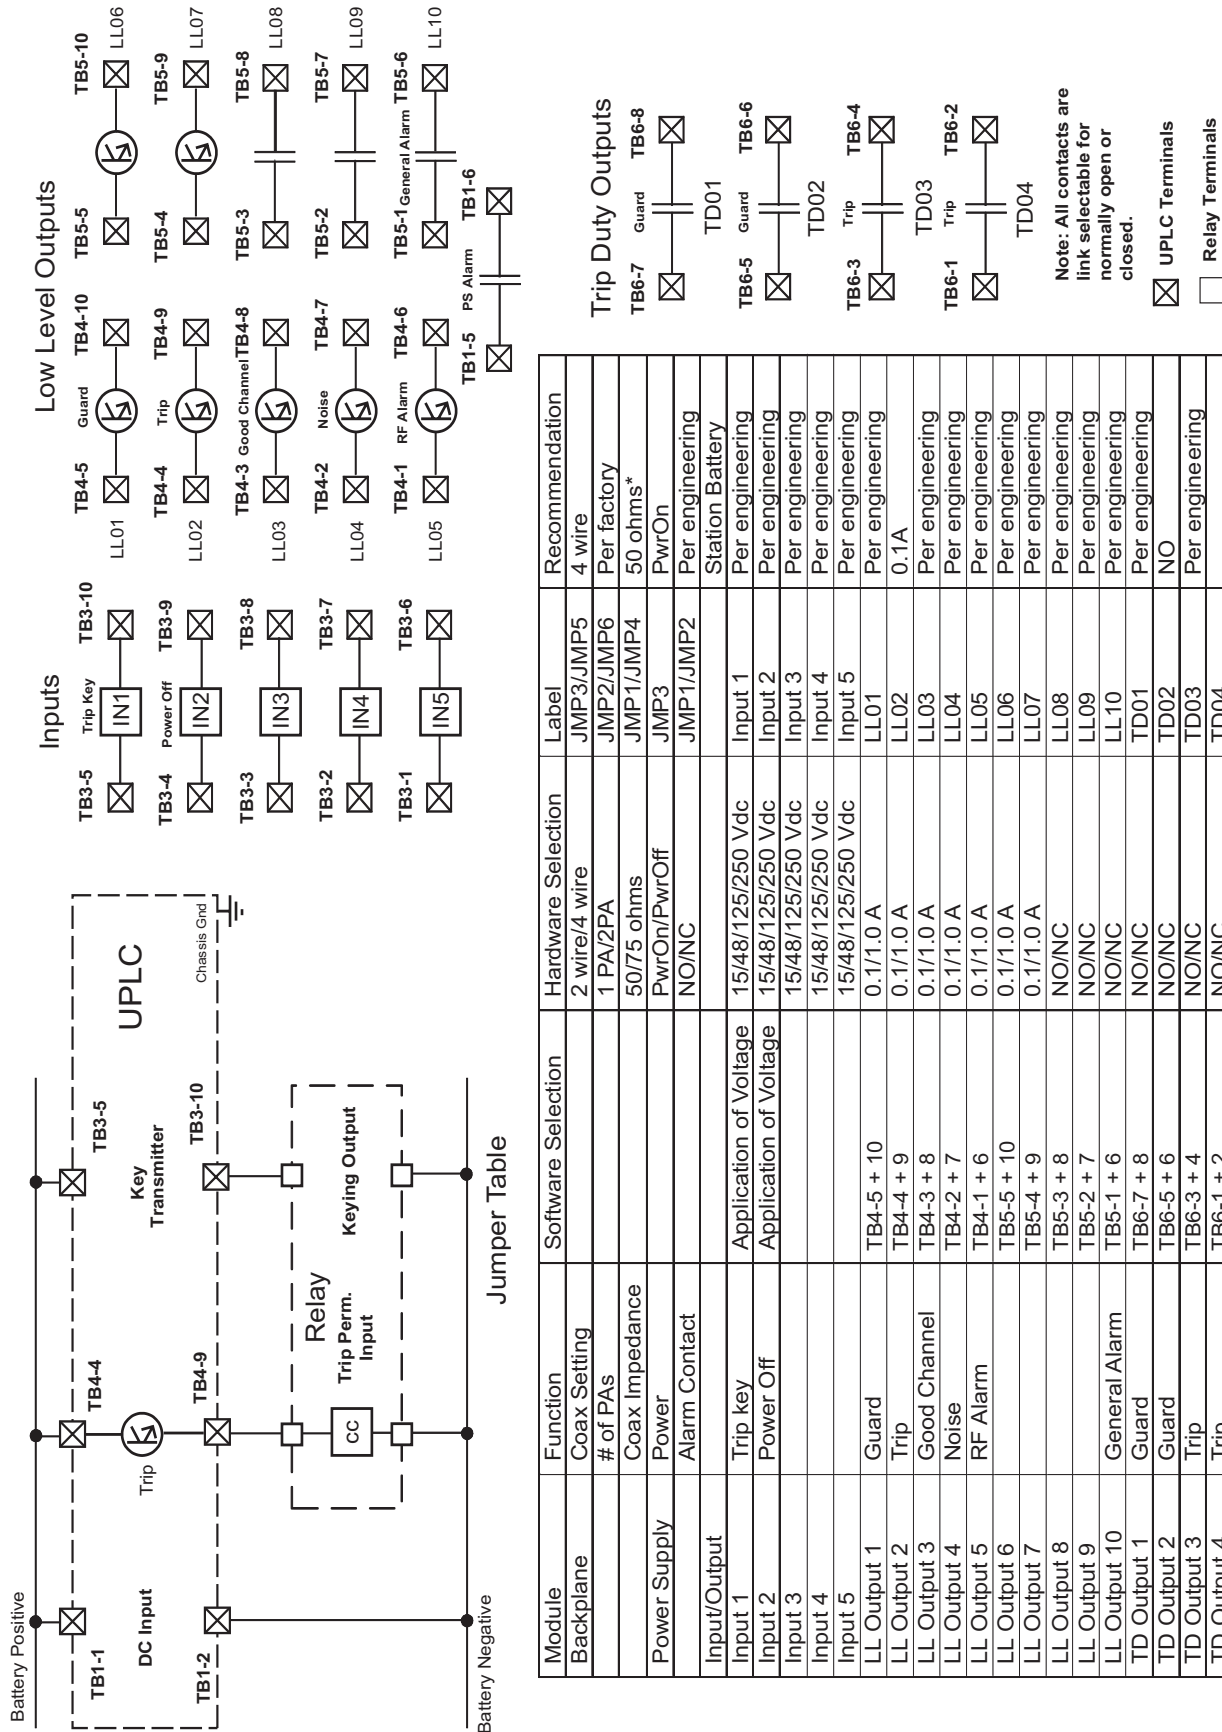 Battery Positive
TB1-1
DC Input
TB1-2
Battery Negative
TB4-4
Trip
TB4-9
TB3-5
Key
Transmitter
TB3-10
UPLC
Chassis Gnd
Relay
Trip Perm.
Input
CC
Keying Output
Inputs
TB3-5 Trip Key TB3-10
IN1
TB3-4 Power Off TB3-9
IN2
TB3-3 TB3-8
IN3
TB3-2 TB3-7
IN4
TB3-1 TB3-6
IN5
Low Level Outputs
TB4-5 Guard TB4-10
LL01
TB4-4 Trip TB4-9
LL02
TB4-3 Good Channel TB4-8
LL03
TB4-2 Noise TB4-7
LL04
TB4-1 RF Alarm TB4-6
LL05
TB5-5 TB5-10
LL06
TB5-4 TB5-9
LL07
TB5-3 TB5-8
LL08
TB5-2 TB5-7
LL09
TB5-1 General Alarm TB5-6
LL10
TB1-5 PS Alarm TB1-6
Jumper Table
Module Function Software Selection Hardware Selection Label Recommendation
Backplane Coax Setting 2 wire/4 wire JMP3/JMP5 4 wire
# of PAs 1 PA/2PA JMP2/JMP6 Per factory
Coax Impedance 50/75 ohms JMP1/JMP4 50 ohms*
Power Supply Power PwrOn/PwrOff JMP3 PwrOn
Alarm Contact NO/NC JMP1/JMP2 Per engineering
Input/Output Station Battery
Input 1 Trip key Application of Voltage 15/48/125/250 Vdc Input 1 Per engineering
Input 2 Power Off Application of Voltage 15/48/125/250 Vdc Input 2 Per engineering
Input 3 15/48/125/250 Vdc Input 3 Per engineering
Input 4 15/48/125/250 Vdc Input 4 Per engineering
Input 5 15/48/125/250 Vdc Input 5 Per engineering
LL Output 1 Guard TB4-5 + 10 0.1/1.0 A LL01 Per engineering
LL Output 2 Trip TB4-4 + 9 0.1/1.0 A LL02 0.1A
LL Output 3 Good Channel TB4-3 + 8 0.1/1.0 A LL03 Per engineering
LL Output 4 Noise TB4-2 + 7 0.1/1.0 A LL04 Per engineering
LL Output 5 RF Alarm TB4-1 + 6 0.1/1.0 A LL05 Per engineering
LL Output 6 TB5-5 + 10 0.1/1.0 A LL06 Per engineering
LL Output 7 TB5-4 + 9 0.1/1.0 A LL07 Per engineering
LL Output 8 TB5-3 + 8 NO/NC LL08 Per engineering
LL Output 9 TB5-2 + 7 NO/NC LL09 Per engineering
LL Output 10 General Alarm TB5-1 + 6 NO/NC LL10 Per engineering
TD Output 1 Guard TB6-7 + 8 NO/NC TD01 Per engineering
TD Output 2 Guard TB6-5 + 6 NO/NC TD02 NO
TD Output 3 Trip TB6-3 + 4 NO/NC TD03 Per engineering
TD Output 4 Trip TB6-1 + 2 NO/NC TD04
Trip Duty Outputs
TB6-7 Guard TB6-8
TD01
TB6-5 Guard TB6-6
TD02
TB6-3 Trip TB6-4
TD03
TB6-1 Trip TB6-2
TD04
Note: All contacts are
link selectable for
normally open or
closed.
UPLC Terminals
Relay Terminals